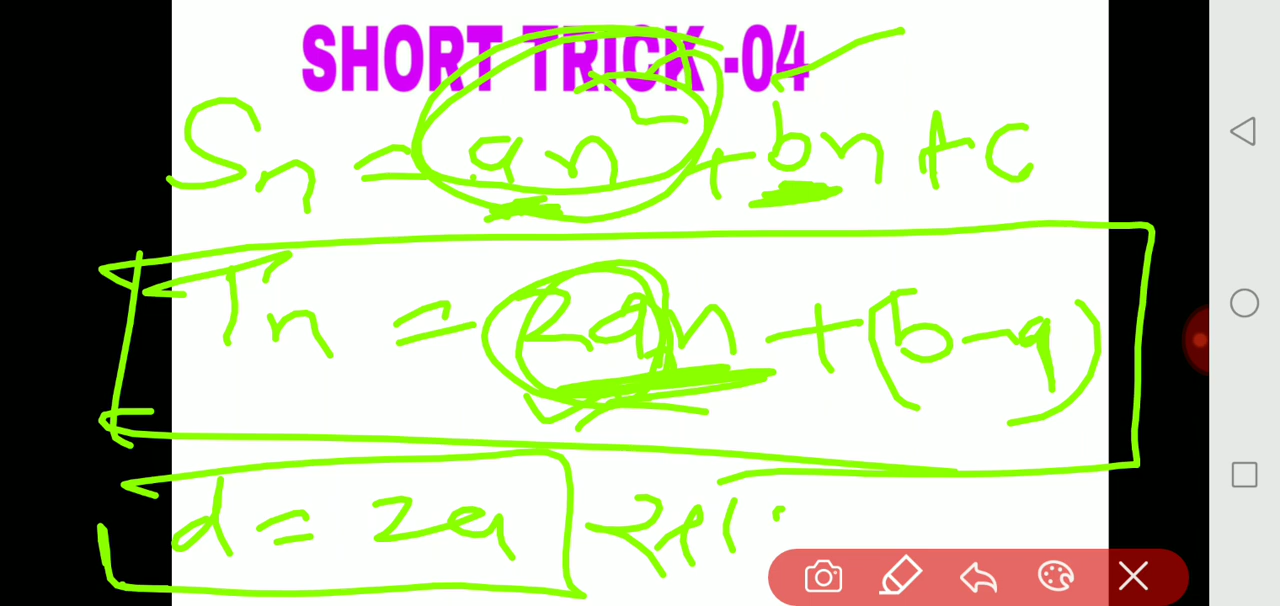 SHORT TRICK -04
Sn = an² + bn + c
Tn = 2an + (b-a)
d = 2a